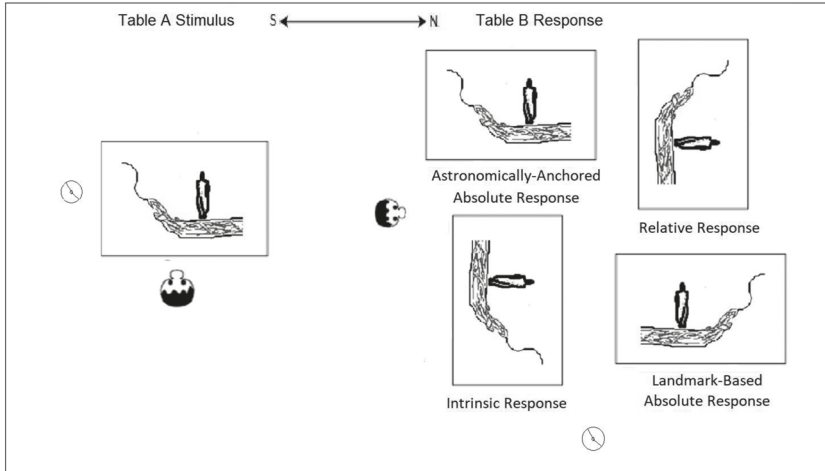 Table A Stimulus S N Table B Response
Astronomically-Anchored
Absolute Response
Relative Response
Intrinsic Response
Landmark-Based
Absolute Response